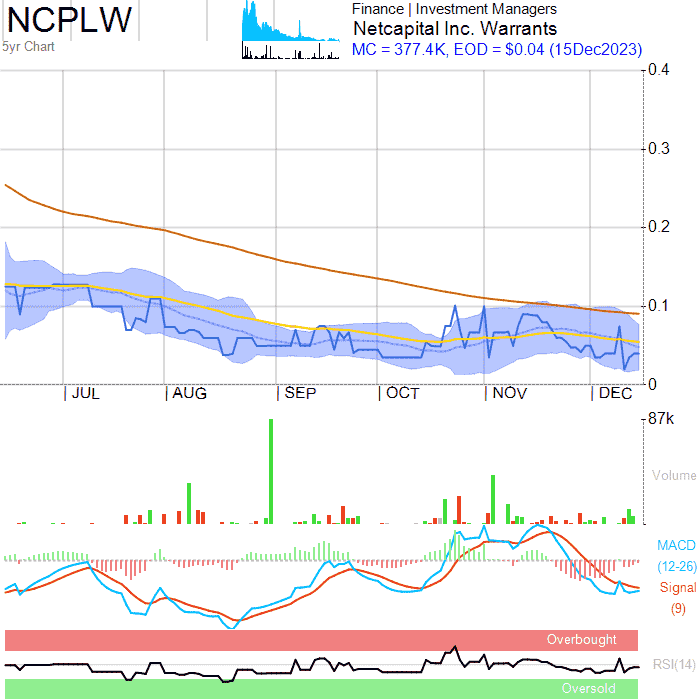 NCPLW
5yr Chart
Finance | Investment Managers
Netcapital Inc. Warrants
MC = 377.4K, EOD = $0.04 (15Dec2023)
0.4
0.3
0.2
0.1
0
JUL
AUG
SEP
OCT
NOV
DEC
87k
Volume
MACD
(12-26)
Signal
(9)
Overbought
RSI(14)
Oversold